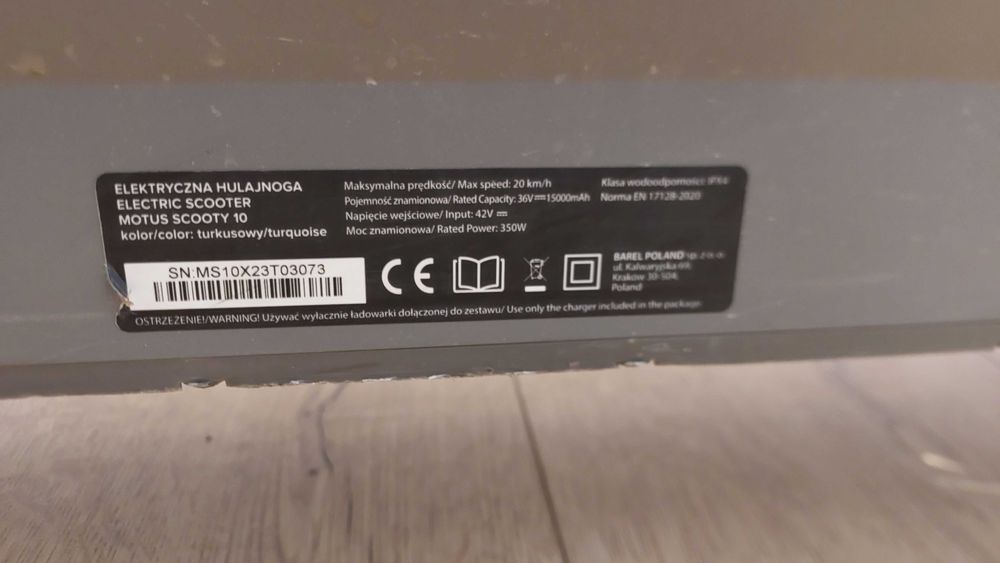 ELEKTRYCZNA HULAJNOGA
ELECTRIC SCOOTER
MOTUS SCOOTY 10
kolor/color: turkusowy/turquoise
Maksymalna prędkość/ Max speed: 20 km/h
Pojemność znamionowa/ Rated Capacity: 36V⎓15000mAh
Napięcie wejściowe/ Input: 42V ⎓
Moc znamionowa/ Rated Power: 350W
Klasa wodoodporności: IPX4
Norma EN 17128-2020
SN:MS10X23T03073
CE
BAREL POLAND sp. z o. o.
ul. Kalwaryjska 69,
Krakow 30-504,
Poland
OSTRZEŻENIE!/WARNING! Używać wyłacznie ładowarki dołączonej do zestawu/ Use only the charger included in the package.